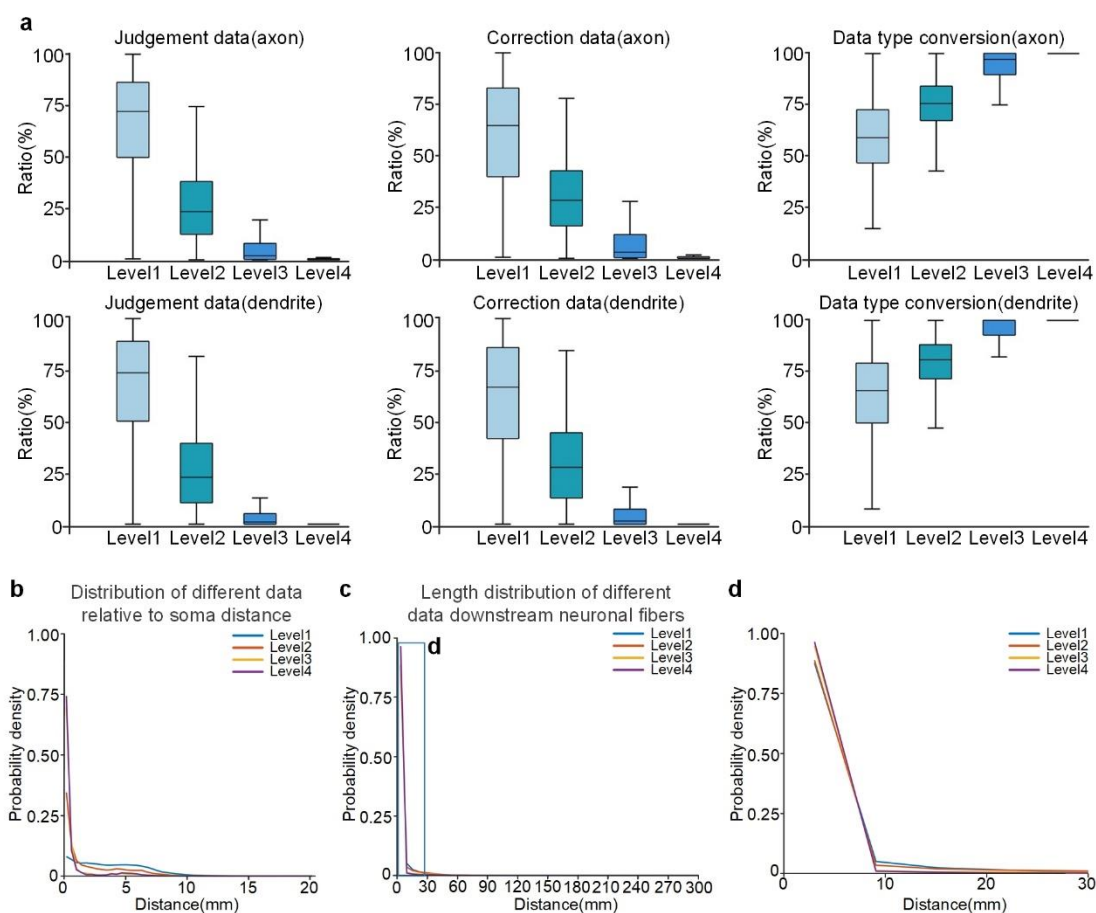 a
Judgement data(axon)
Ratio(%)
100
75
50
25
0
Level1 Level2 Level3 Level4
Correction data(axon)
Ratio(%)
100
75
50
25
0
Level1 Level2 Level3 Level4
Data type conversion(axon)
Ratio(%)
100
75
50
25
0
Level1 Level2 Level3 Level4
Judgement data(dendrite)
Ratio(%)
100
75
50
25
0
Level1 Level2 Level3 Level4
Correction data(dendrite)
Ratio(%)
100
75
50
25
0
Level1 Level2 Level3 Level4
Data type conversion(dendrite)
Ratio(%)
100
75
50
25
0
Level1 Level2 Level3 Level4
b
Distribution of different data
relative to soma distance
Probability density
1.00
0.75
0.50
0.25
0
0 5 10 15 20
Distance(mm)
Level1
Level2
Level3
Level4
c
Length distribution of different
data downstream neuronal fibers
d
Probability density
1.00
0.75
0.50
0.25
0
0 30 60 90 120 150 180 210 240 270 300
Distance(mm)
Level1
Level2
Level3
Level4
d
Probability density
1.00
0.75
0.50
0.25
0
0 10 20 30
Distance(mm)
Level1
Level2
Level3
Level4